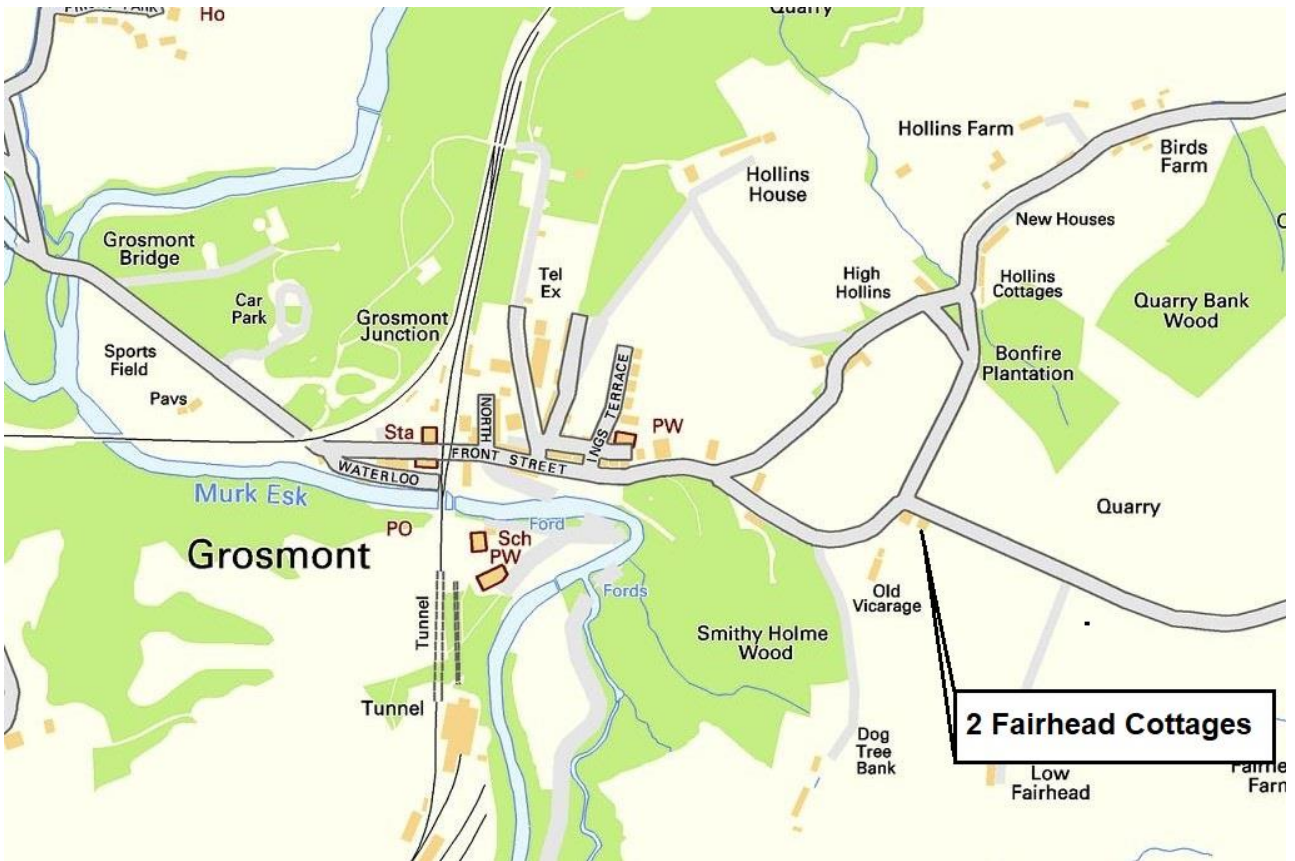 Ho
Quarry
Hollins Farm
Birds
Farm
Hollins
House
New Houses
Grosmont
Bridge
Tel
Ex
High
Hollins
Hollins
Cottages
Car
Park
Grosmont
Junction
Quarry Bank
Wood
Sports
Field
Bonfire
Plantation
Pavs
INGS TERRACE
NORTH
Sta
PW
FRONT STREET
WATERLOO
Murk Esk
Quarry
PO
Ford
Sch
PW
Grosmont
Fords
Old
Vicarage
Tunnel
Smithy Holme
Wood
Tunnel
2 Fairhead Cottages
Dog
Tree
Bank
Low
Fairhead
Farm